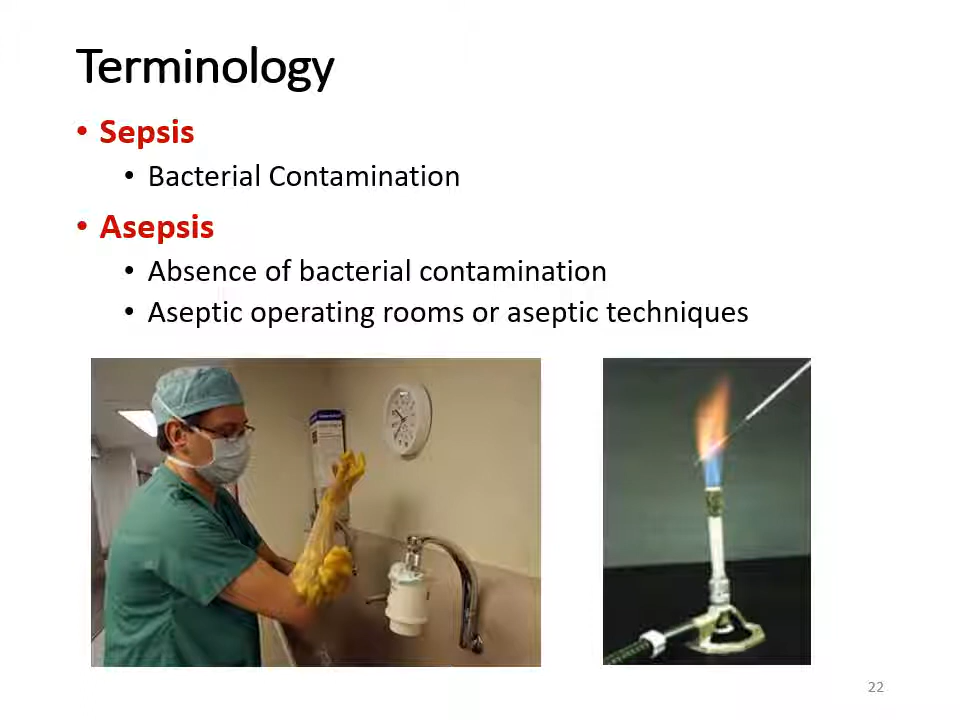 Terminology
• Sepsis
• Bacterial Contamination
• Asepsis
• Absence of bacterial contamination
• Aseptic operating rooms or aseptic techniques
22